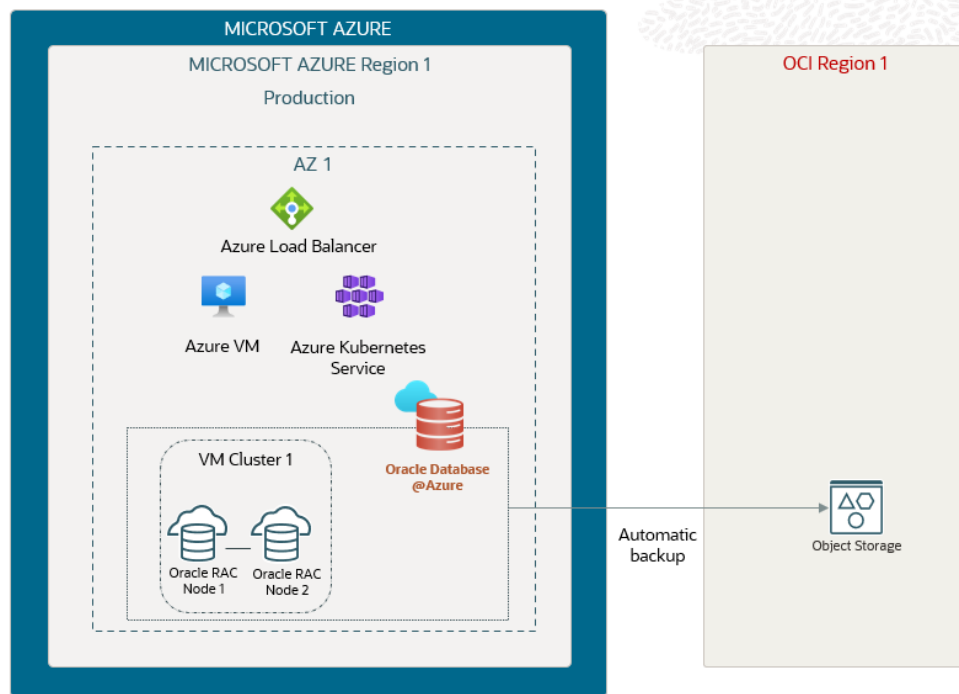 MICROSOFT AZURE
MICROSOFT AZURE Region 1
Production
AZ 1
Azure Load Balancer
Azure VM
Azure Kubernetes
Service
Oracle Database
@Azure
VM Cluster 1
Oracle RAC
Node 1
Oracle RAC
Node 2
Automatic
backup
OCI Region 1
Object Storage